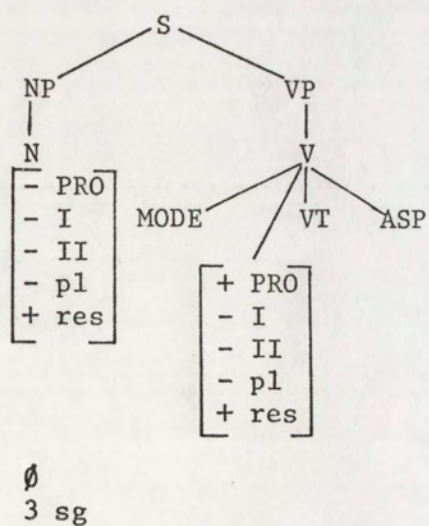 S
NP VP
N V
- PRO
- I MODE VT ASP
- II
- pl + PRO
+ res - I
- II
- pl
+ res
ø
3 sg